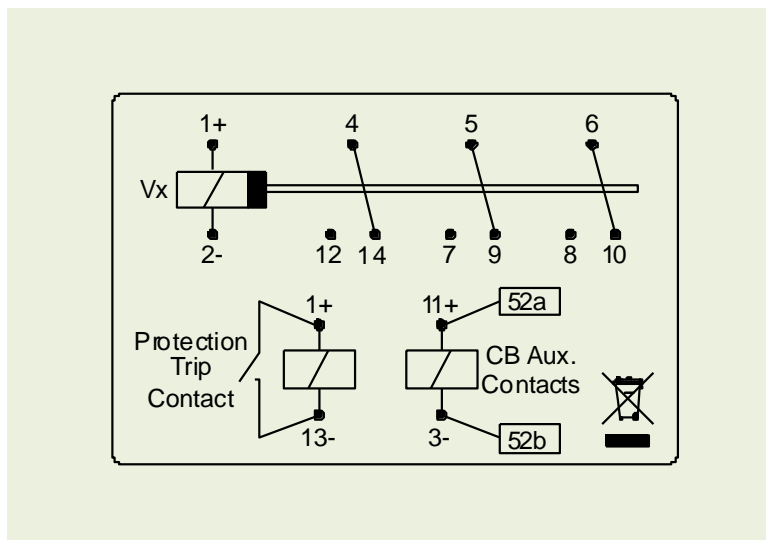 1+ 4 5 6
Vx
2- 12 14 7 9 8 10
1+ 11+ 52a
Protection
Trip
Contact
CB Aux.
Contacts
13- 3- 52b